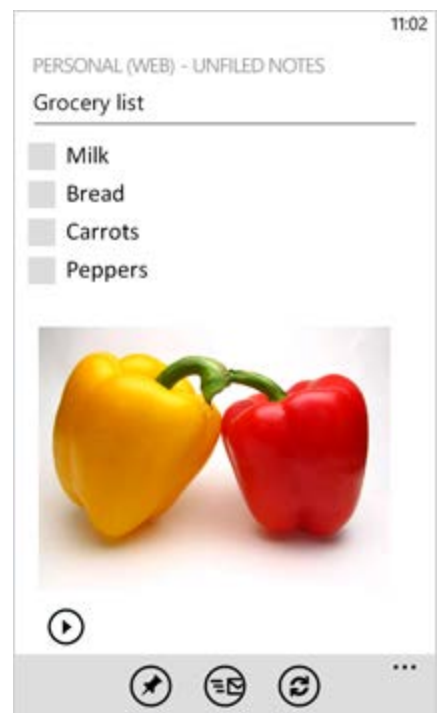 11:02
PERSONAL (WEB) - UNFILED NOTES
Grocery list
Milk
Bread
Carrots
Peppers